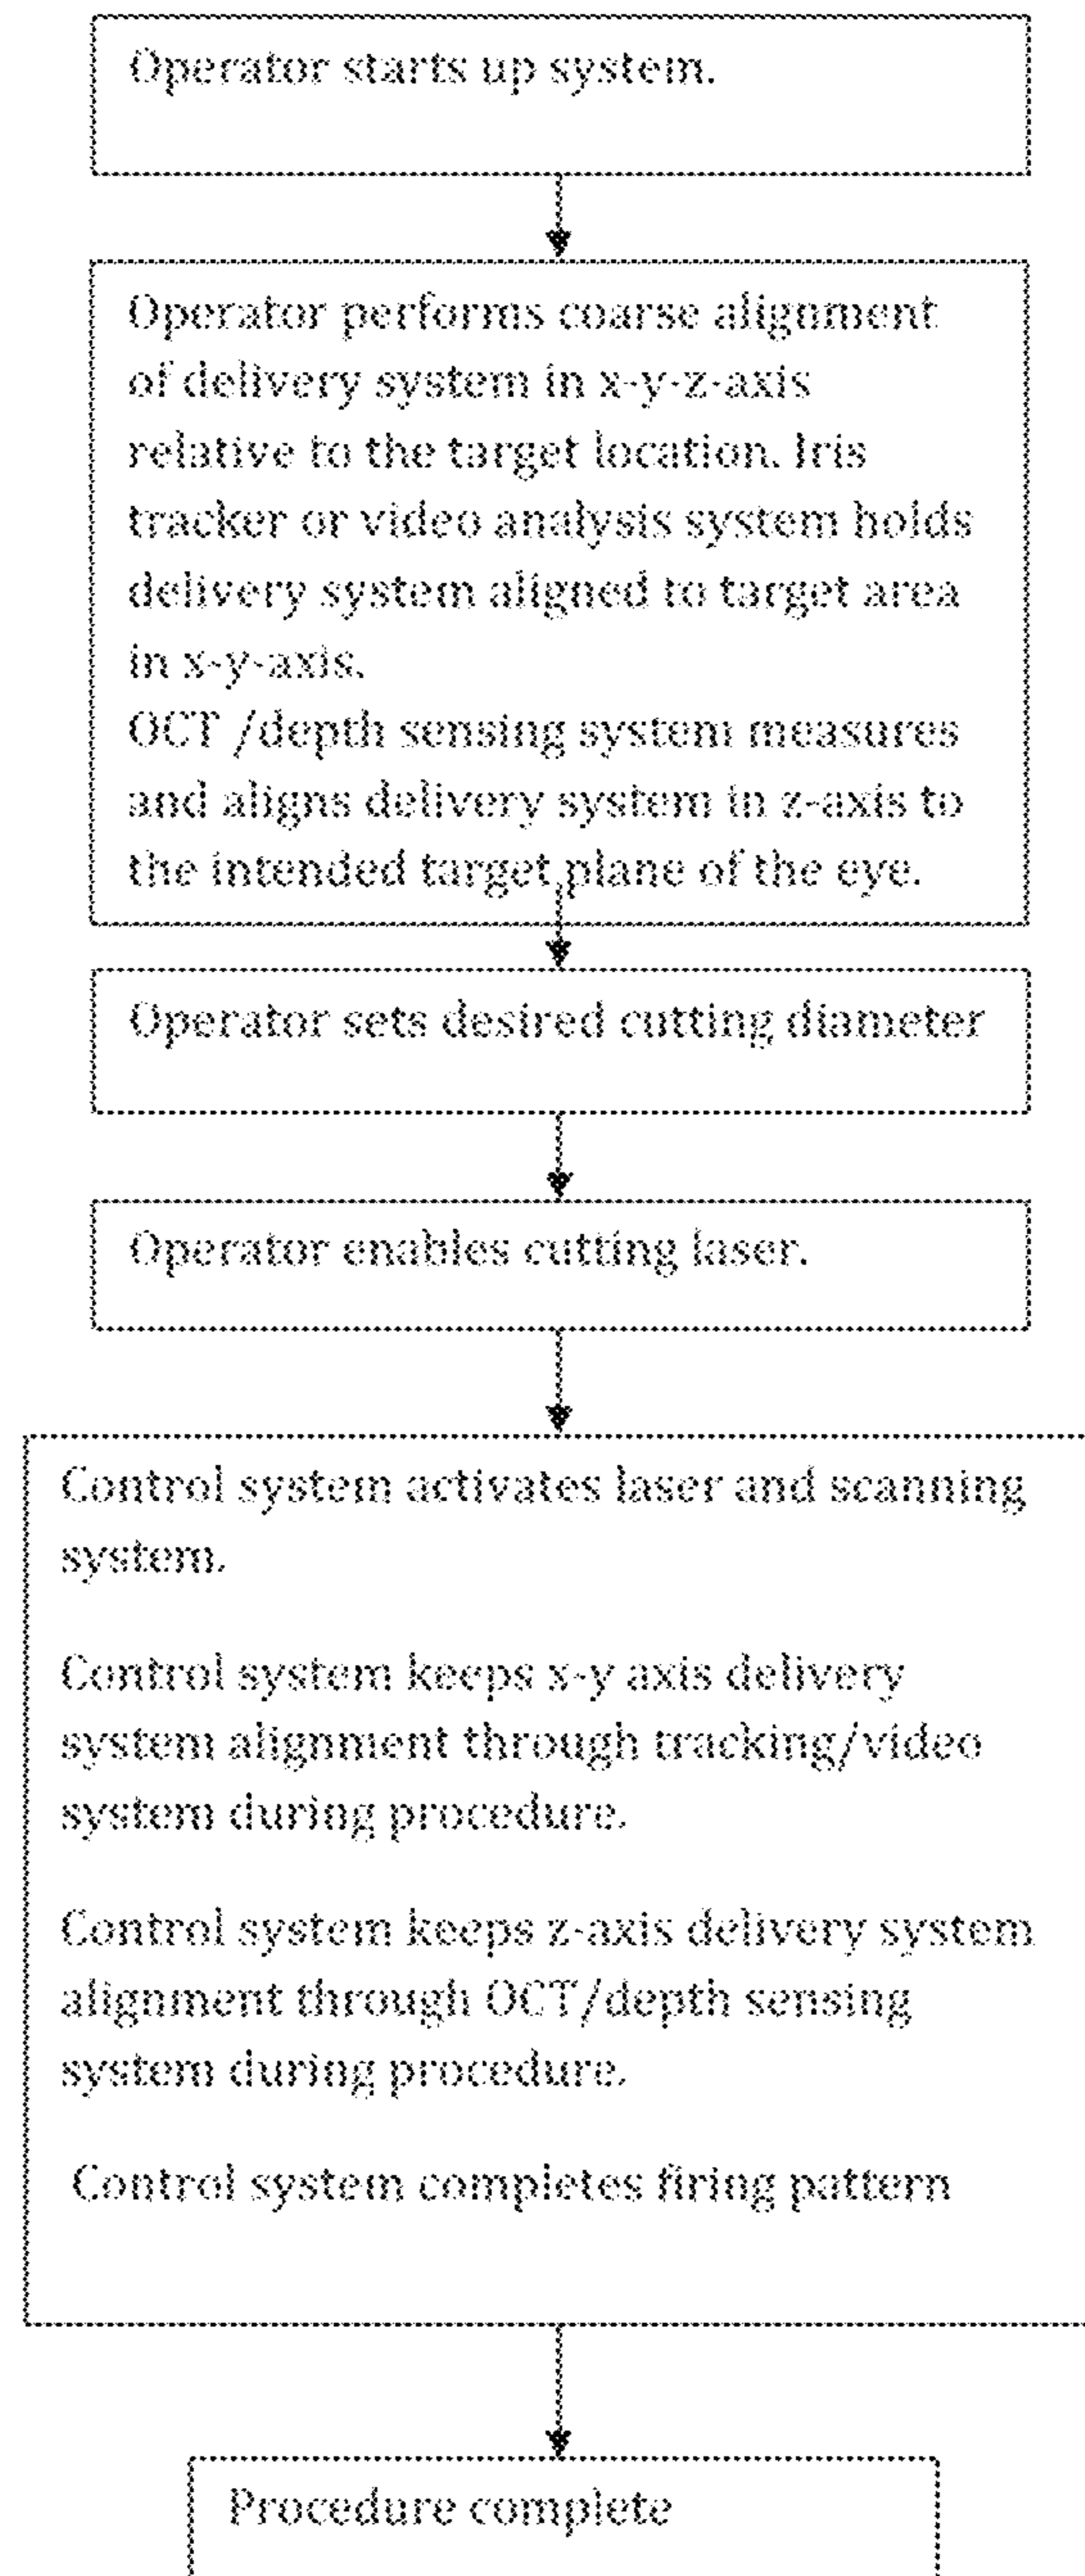 Operator starts up system.
Operator performs coarse alignment
of delivery system in x-y-z-axis
relative to the target location. Iris
tracker or video analysis system holds
delivery system aligned to target area
in x-y-axis.
OCT /depth sensing system measures
and aligns delivery system in z-axis to
the intended target plane of the eye.
Operator sets desired cutting diameter
Operator enables cutting laser.
Control system activates laser and scanning
system.
Control system keeps x-y axis delivery
system alignment through tracking/video
system during procedure.
Control system keeps z-axis delivery system
alignment through OCT/depth sensing
system during procedure.
Control system completes firing pattern
Procedure complete